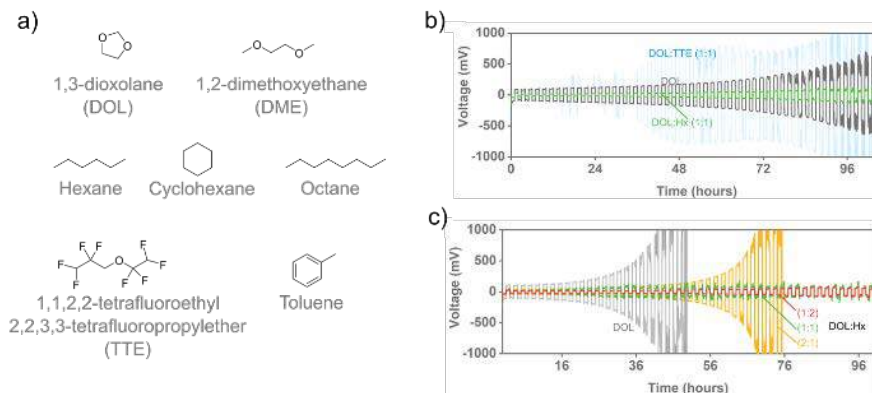 a)
O
O
O
O
1,3-dioxolane
(DOL)
1,2-dimethoxyethane
(DME)
Hexane
Cyclohexane
Octane
F F F
F O F
F F F
1,1,2,2-tetrafluoroethyl
2,2,3,3-tetrafluoropropylether
(TTE)
Toluene
b)
Voltage (mV)
1000
500
0
-500
-1000
DOL:TTE (1:1)
DOL
DOL:Hx (1:1)
0 24 48 72 96
Time (hours)
c)
Voltage (mV)
1000
500
0
-500
-1000
DOL
(1:2)
(1:1) DOL:Hx
(2:1)
16 36 56 76 96
Time (hours)